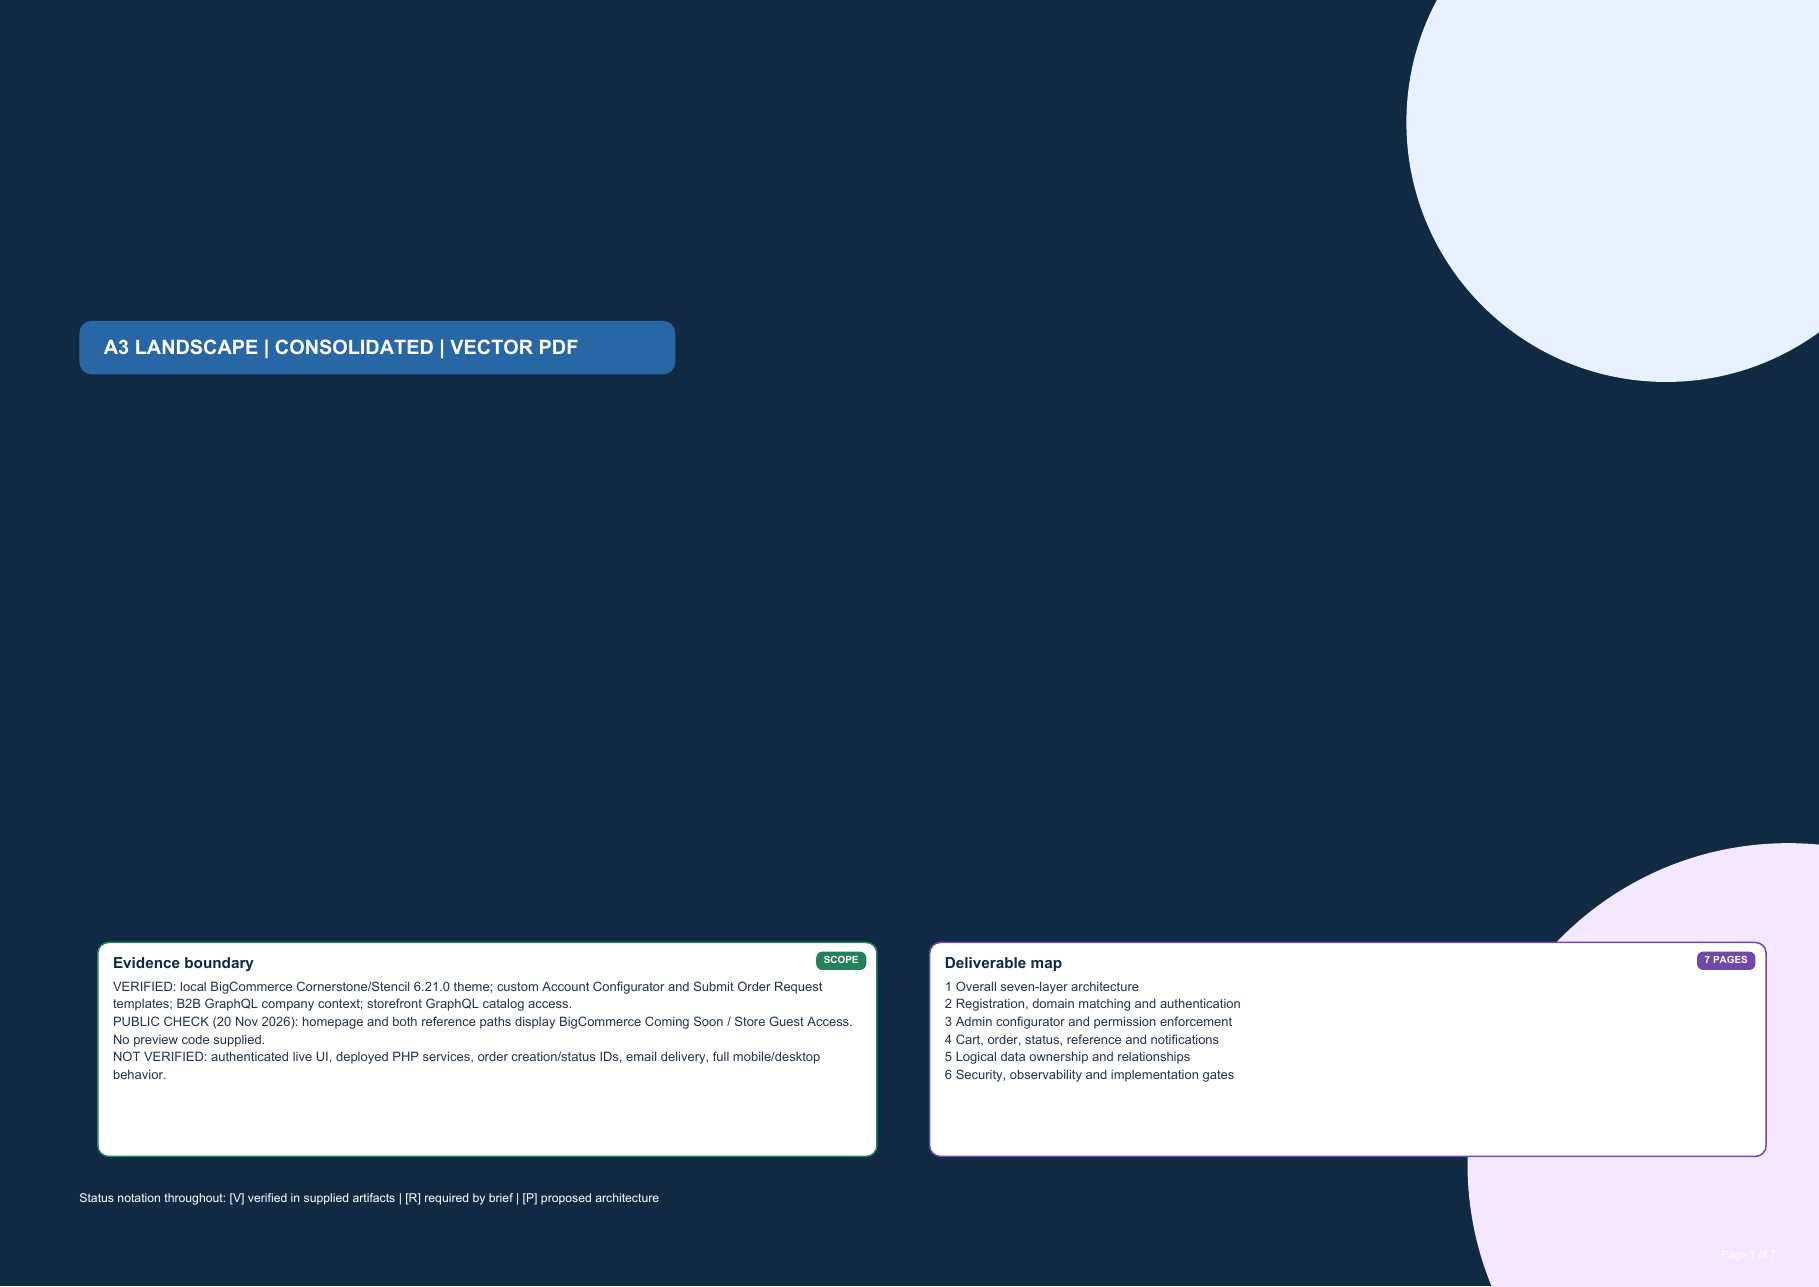 A3 LANDSCAPE | CONSOLIDATED | VECTOR PDF
Evidence boundary
SCOPE
VERIFIED: local BigCommerce Cornerstone/Stencil 6.21.0 theme; custom Account Configurator and Submit Order Request
templates; B2B GraphQL company context; storefront GraphQL catalog access.
PUBLIC CHECK (20 Nov 2026): homepage and both reference paths display BigCommerce Coming Soon / Store Guest Access.
No preview code supplied.
NOT VERIFIED: authenticated live UI, deployed PHP services, order creation/status IDs, email delivery, full mobile/desktop
behavior.
Deliverable map
7 PAGES
1 Overall seven-layer architecture
2 Registration, domain matching and authentication
3 Admin configurator and permission enforcement
4 Cart, order, status, reference and notifications
5 Logical data ownership and relationships
6 Security, observability and implementation gates
Status notation throughout: [V] verified in supplied artifacts | [R] required by brief | [P] proposed architecture
Page 1 of 7